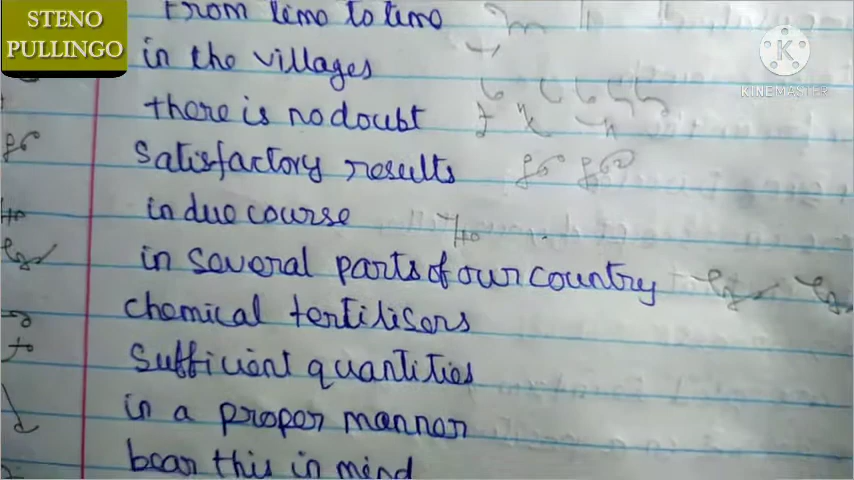 STENO
PULLINGO
KINEMASTER
From time to time
in the villages
there is no doubt
Satisfactory results
in due course
in several parts of our country
chemical fertilisers
sufficient quantities
in a proper manner
bear this in mind